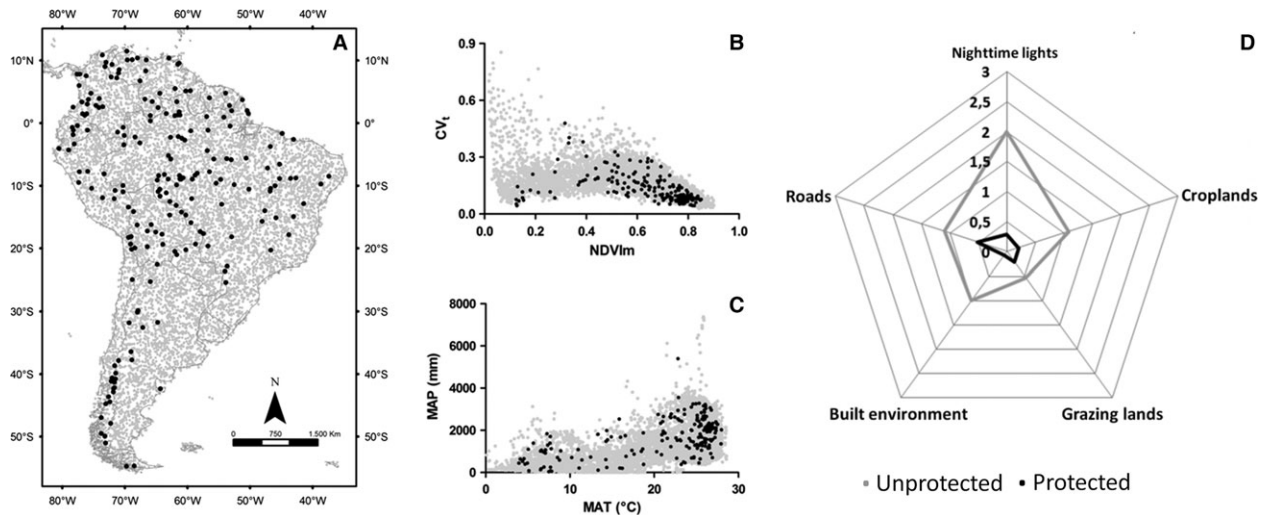 80°W 70°W 60°W 50°W 40°W
A
10°N 10°N
0° 0°
10°S 10°S
20°S 20°S
30°S 30°S
40°S 40°S
50°S 50°S
N
0 750 1.500 Km
80°W 70°W 60°W 50°W 40°W
B
CVt
0.9
0.6
0.3
0.0
0.0 0.2 0.4 0.6 0.8 1.0
NDVIm
C
MAP (mm)
8000
6000
4000
2000
0
0 10 20 30
MAT (°C)
D
Nighttime lights
3
2,5
2
1,5
1
0,5
0
Roads
Croplands
Built environment
Grazing lands
Unprotected Protected